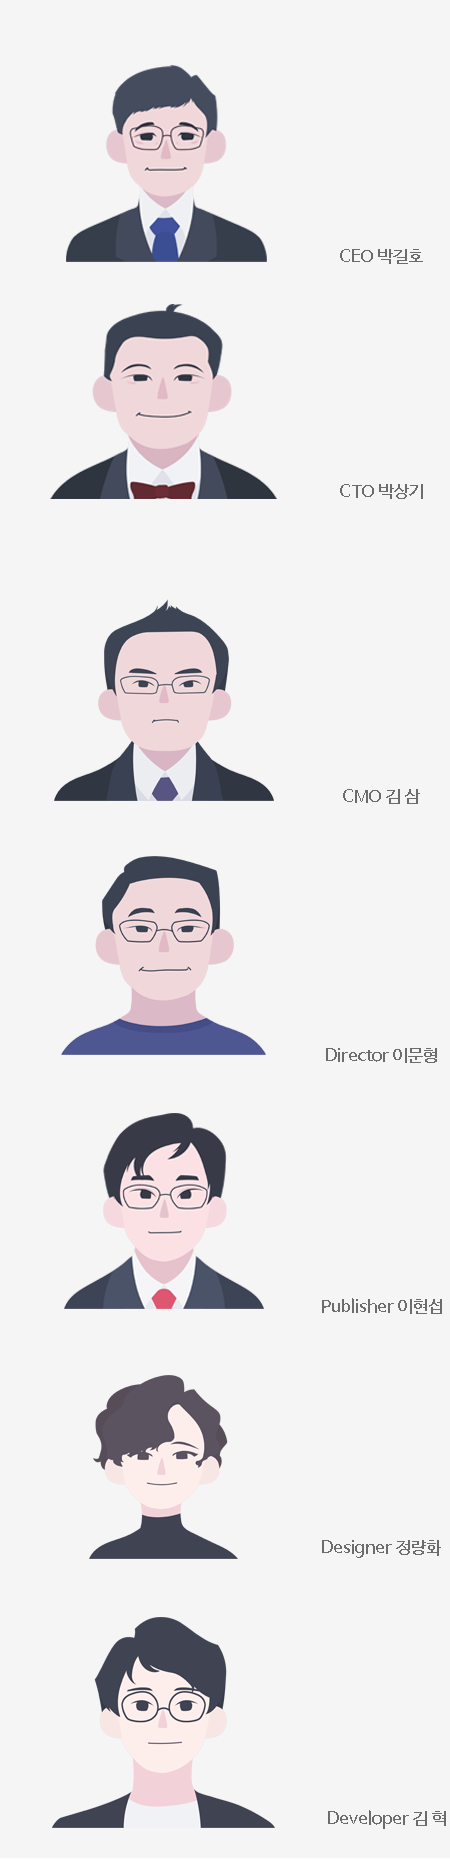 CEO 박길호
CTO 박상기
CMO 김 삼
Director 이문형
Publisher 이현섭
Designer 정량화
Developer 김 혁